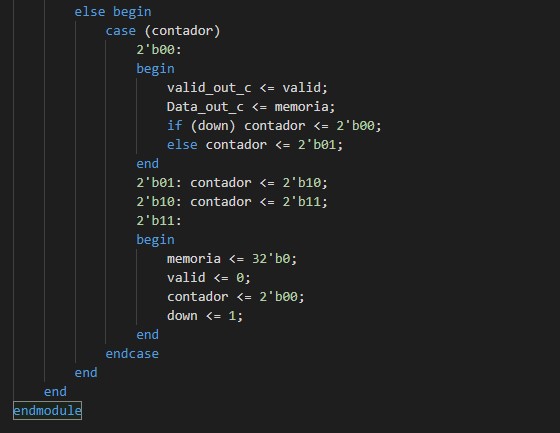 else begin
case (contador)
2'b00:
begin
valid_out_c <= valid;
Data_out_c <= memoria;
if (down) contador <= 2'b00;
else contador <= 2'b01;
end
2'b01: contador <= 2'b10;
2'b10: contador <= 2'b11;
2'b11:
begin
memoria <= 32'b0;
valid <= 0;
contador <= 2'b00;
down <= 1;
end
endcase
end
end
endmodule